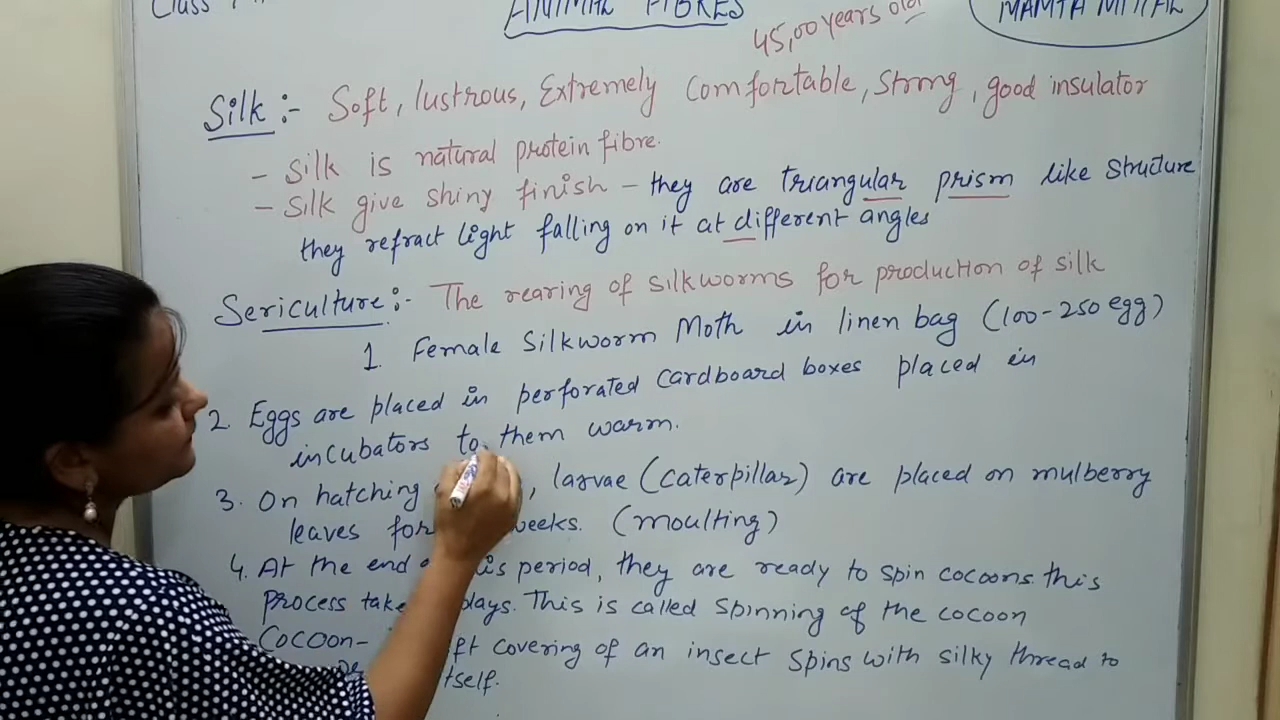 Class
ANIMAL FIBRES
MAMTA MITTAL
45,00 years old
Silk :- Soft, lustrous, Extremely comfortable, Strong, good insulator
- Silk is natural protein fibre.
- Silk give shiny finish - they are triangular prism like structure
they refract light falling on it at different angles
Sericulture :- The rearing of silkworms for production of silk
1. Female Silkworm Moth in linen bag (100-250 egg)
2. Eggs are placed in perforated cardboard boxes placed in
incubators to them warm.
3. On hatching , larvae (caterpillar) are placed on mulberry
leaves for weeks. (moulting)
4. At the end this period, they are ready to spin cocoons. this
process take days. This is called spinning of the cocoon
Cocoon- covering of an insect spins with silky thread to
itself.